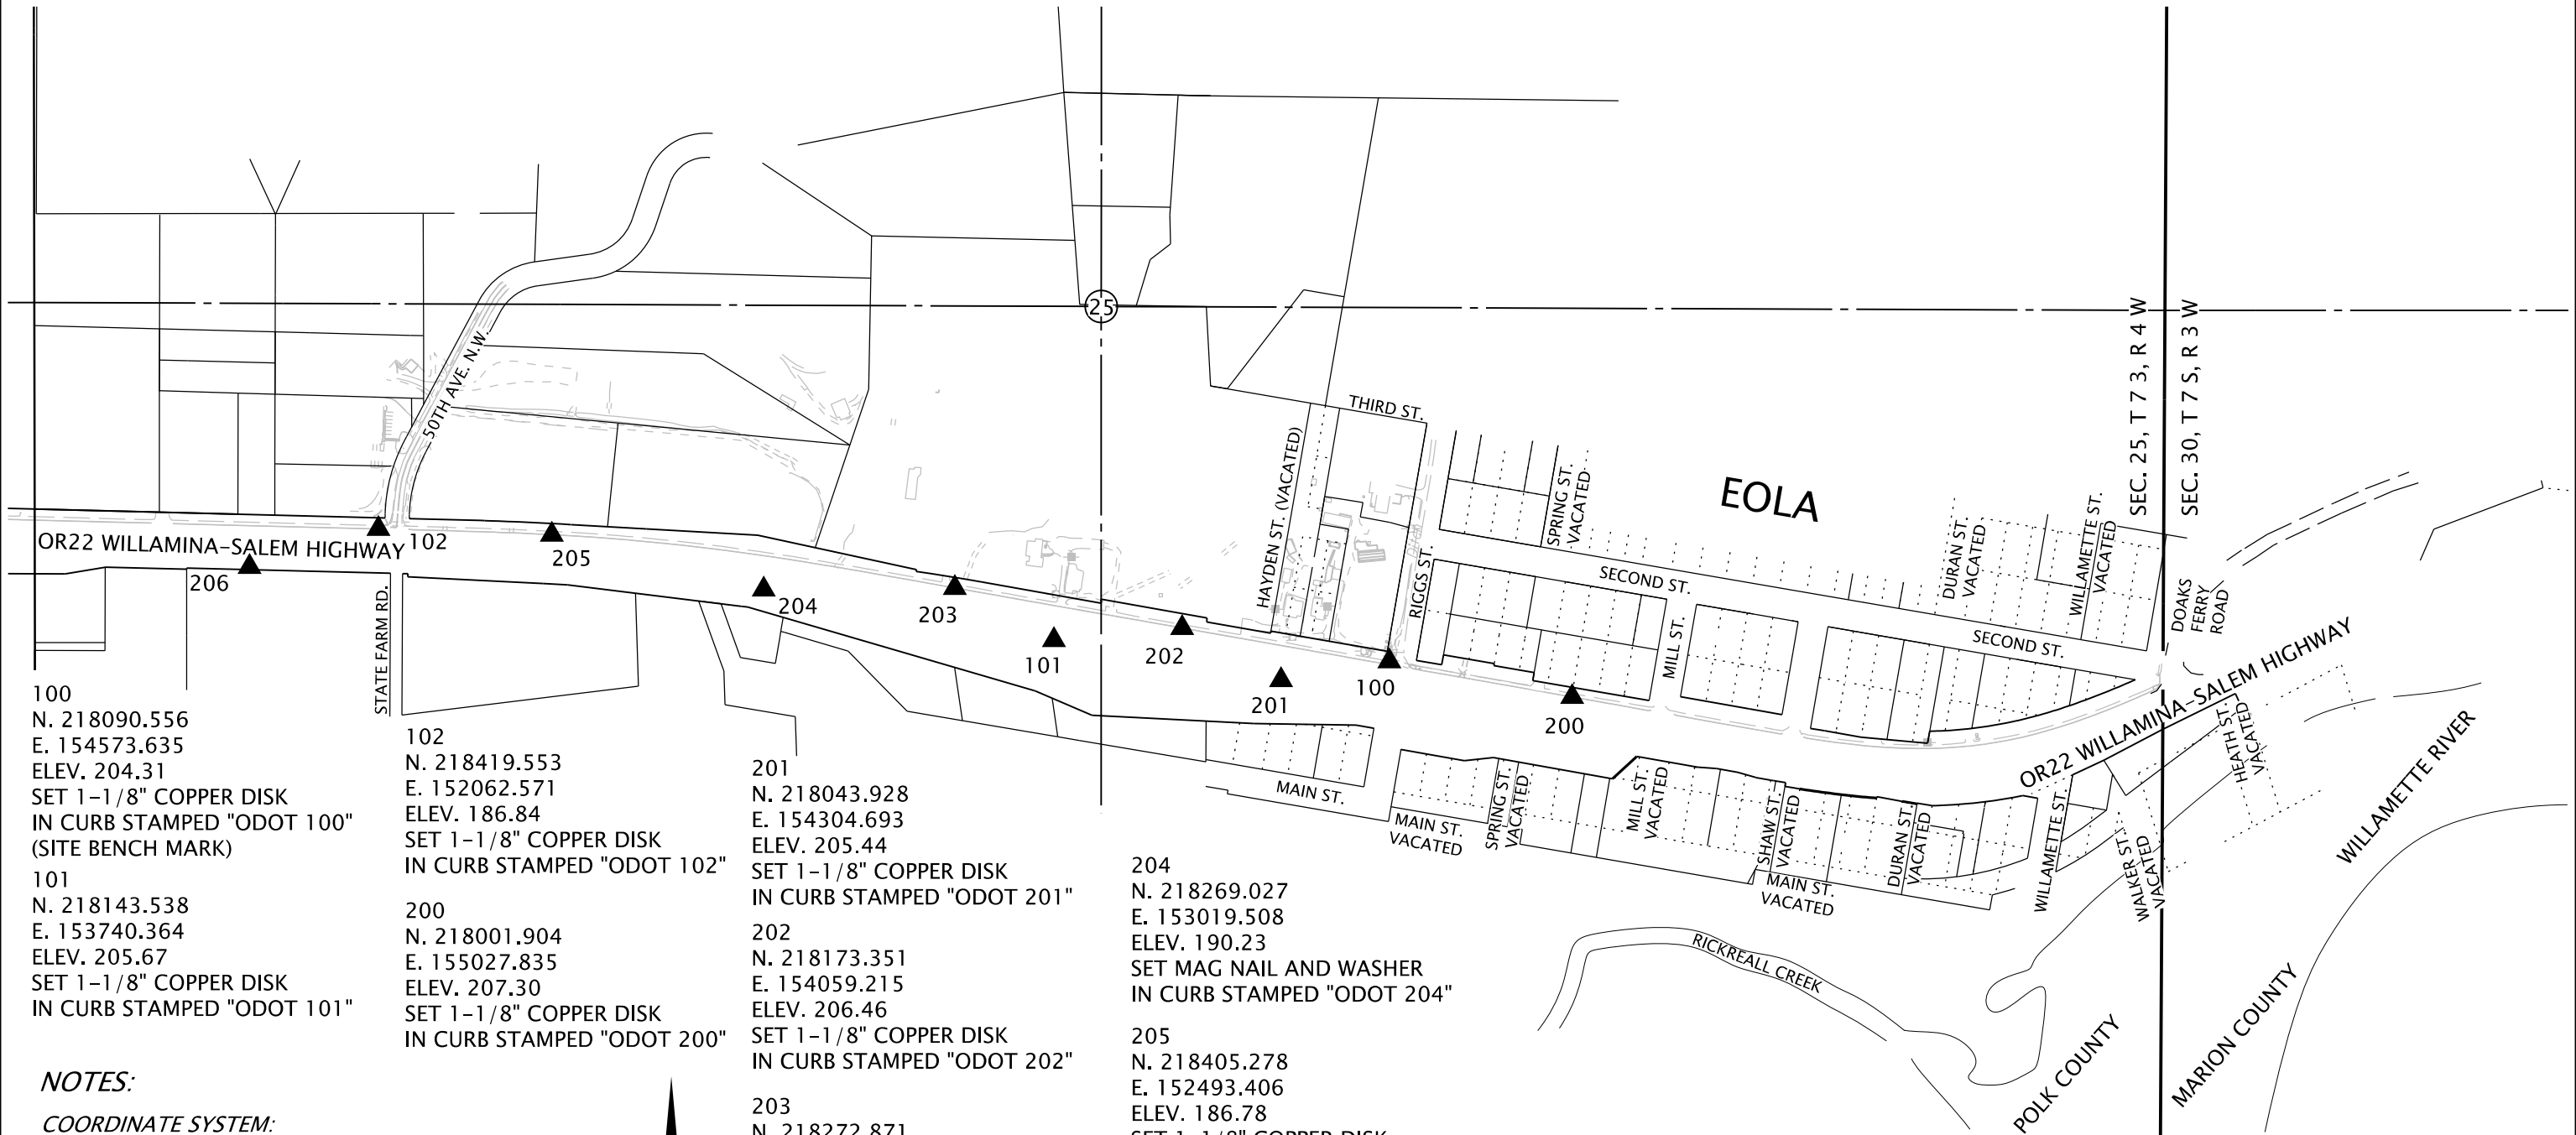 25
SEC. 25, T 7 3, R 4 W
SEC. 30, T 7 S, R 3 W
50TH AVE. N.W.
THIRD ST.
HAYDEN ST. (VACATED)
RIGGS ST.
SPRING ST.
VACATED
EOLA
SECOND ST.
DURAN ST.
VACATED
WILLAMETTE ST.
VACATED
SECOND ST.
DOAKS
FERRY
ROAD
OR22 WILLAMINA-SALEM HIGHWAY
102
205
206
204
203
101
202
201
100
200
MILL ST.
STATE FARM RD.
OR22 WILLAMINA-SALEM HIGHWAY
HEATH ST.
VACATED
WILLAMETTE RIVER
MAIN ST.
MAIN ST.
VACATED
SPRING ST.
VACATED
MILL ST.
VACATED
SHAW ST.
VACATED
MAIN ST.
VACATED
DURAN ST.
VACATED
WILLAMETTE ST.
WALKER ST.
VACATED
RICKREALL CREEK
POLK COUNTY
MARION COUNTY
100
N. 218090.556
E. 154573.635
ELEV. 204.31
SET 1-1/8" COPPER DISK
IN CURB STAMPED "ODOT 100"
(SITE BENCH MARK)
101
N. 218143.538
E. 153740.364
ELEV. 205.67
SET 1-1/8" COPPER DISK
IN CURB STAMPED "ODOT 101"
102
N. 218419.553
E. 152062.571
ELEV. 186.84
SET 1-1/8" COPPER DISK
IN CURB STAMPED "ODOT 102"
200
N. 218001.904
E. 155027.835
ELEV. 207.30
SET 1-1/8" COPPER DISK
IN CURB STAMPED "ODOT 200"
201
N. 218043.928
E. 154304.693
ELEV. 205.44
SET 1-1/8" COPPER DISK
IN CURB STAMPED "ODOT 201"
202
N. 218173.351
E. 154059.215
ELEV. 206.46
SET 1-1/8" COPPER DISK
IN CURB STAMPED "ODOT 202"
203
N. 218272.871
204
N. 218269.027
E. 153019.508
ELEV. 190.23
SET MAG NAIL AND WASHER
IN CURB STAMPED "ODOT 204"
205
N. 218405.278
E. 152493.406
ELEV. 186.78
SET 1-1/8" COPPER DISK
NOTES:
COORDINATE SYSTEM: